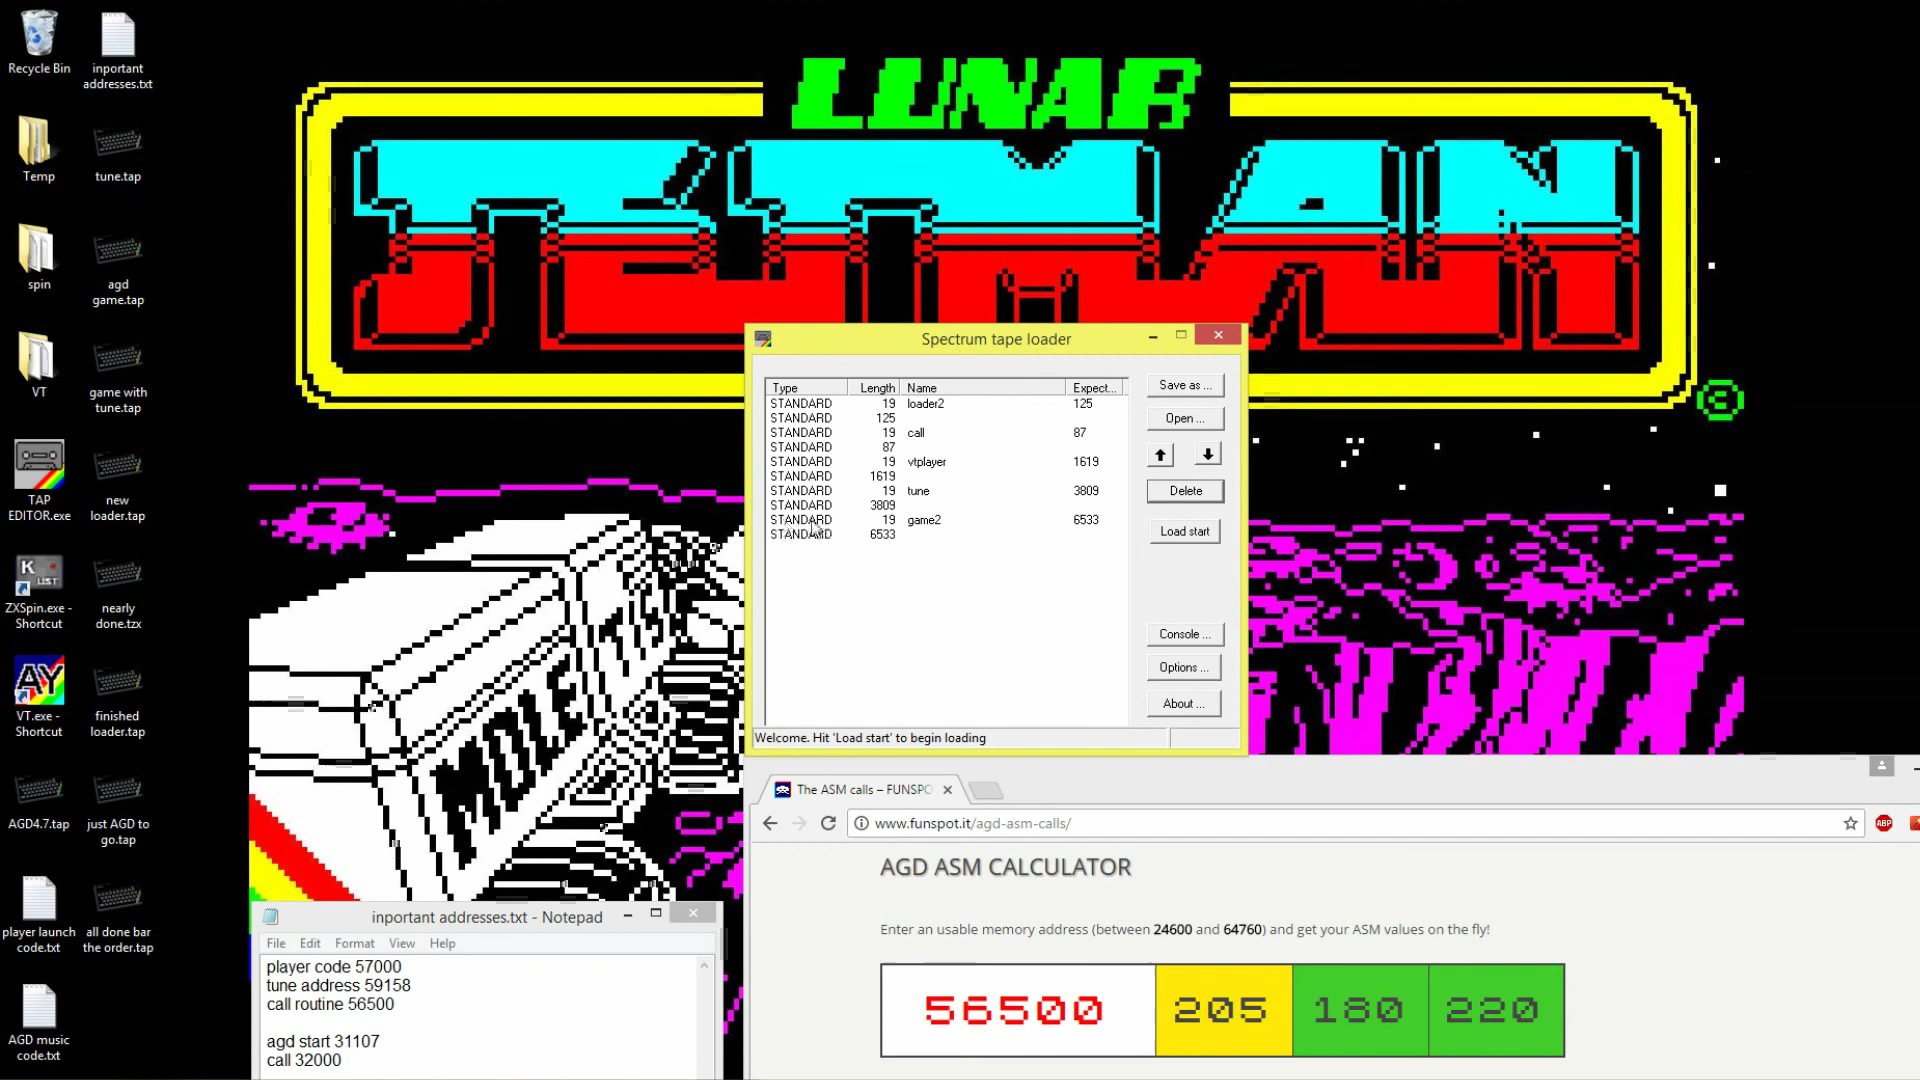 Recycle Bin
inportant addresses.txt
Temp
tune.tap
spin
agd game.tap
VT
game with tune.tap
TAP EDITOR.exe
new loader.tap
K LIST
ZXSpin.exe - Shortcut
nearly done.tzx
AY
VT.exe - Shortcut
finished loader.tap
AGD4.7.tap
just AGD to go.tap
player launch code.txt
all done bar the order.tap
AGD music code.txt
LUNAR
JETMAN
Spectrum tape loader
Type Length Name Expect...
STANDARD 19 loader2 125
STANDARD 125
STANDARD 19 call 87
STANDARD 87
STANDARD 19 vtplayer 1619
STANDARD 1619
STANDARD 19 tune 3809
STANDARD 3809
STANDARD 19 game2 6533
STANDARD 6533
Save as ...
Open ...
Delete
Load start
Console ...
Options ...
About ...
Welcome. Hit 'Load start' to begin loading
inportant addresses.txt - Notepad
File Edit Format View Help
player code 57000
tune address 59158
call routine 56500
agd start 31107
call 32000
The ASM calls – FUNSPO
www.funspot.it/agd-asm-calls/
ABP
AGD ASM CALCULATOR
Enter an usable memory address (between 24600 and 64760) and get your ASM values on the fly!
56500 205 180 220